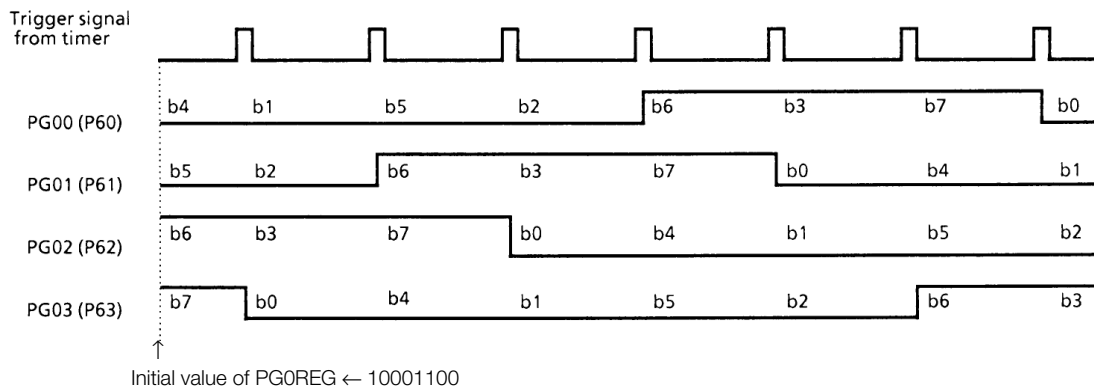 Trigger signal
from timer
b4 b1 b5 b2 b6 b3 b7 b0
PG00 (P60)
b5 b2 b6 b3 b7 b0 b4 b1
PG01 (P61)
b6 b3 b7 b0 b4 b1 b5 b2
PG02 (P62)
b7 b0 b4 b1 b5 b2 b6 b3
PG03 (P63)
↑
Initial value of PG0REG ← 10001100